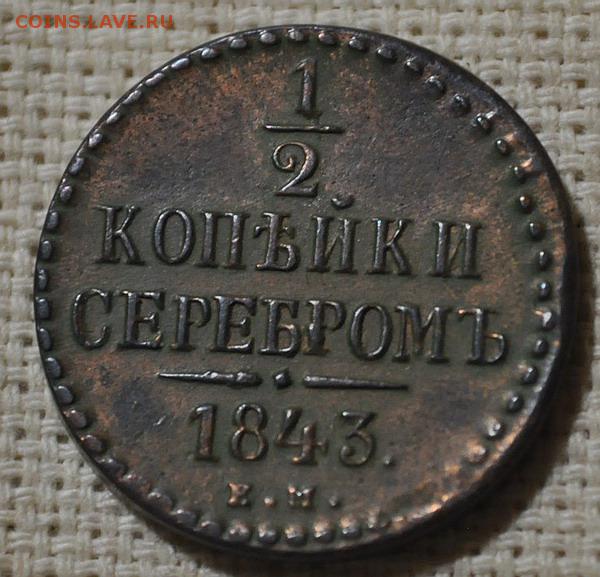 COINS.LAVE.RU
1
2.
КОПѢЙКИ
СЕРЕБРОМЪ
1843.
Е.М.